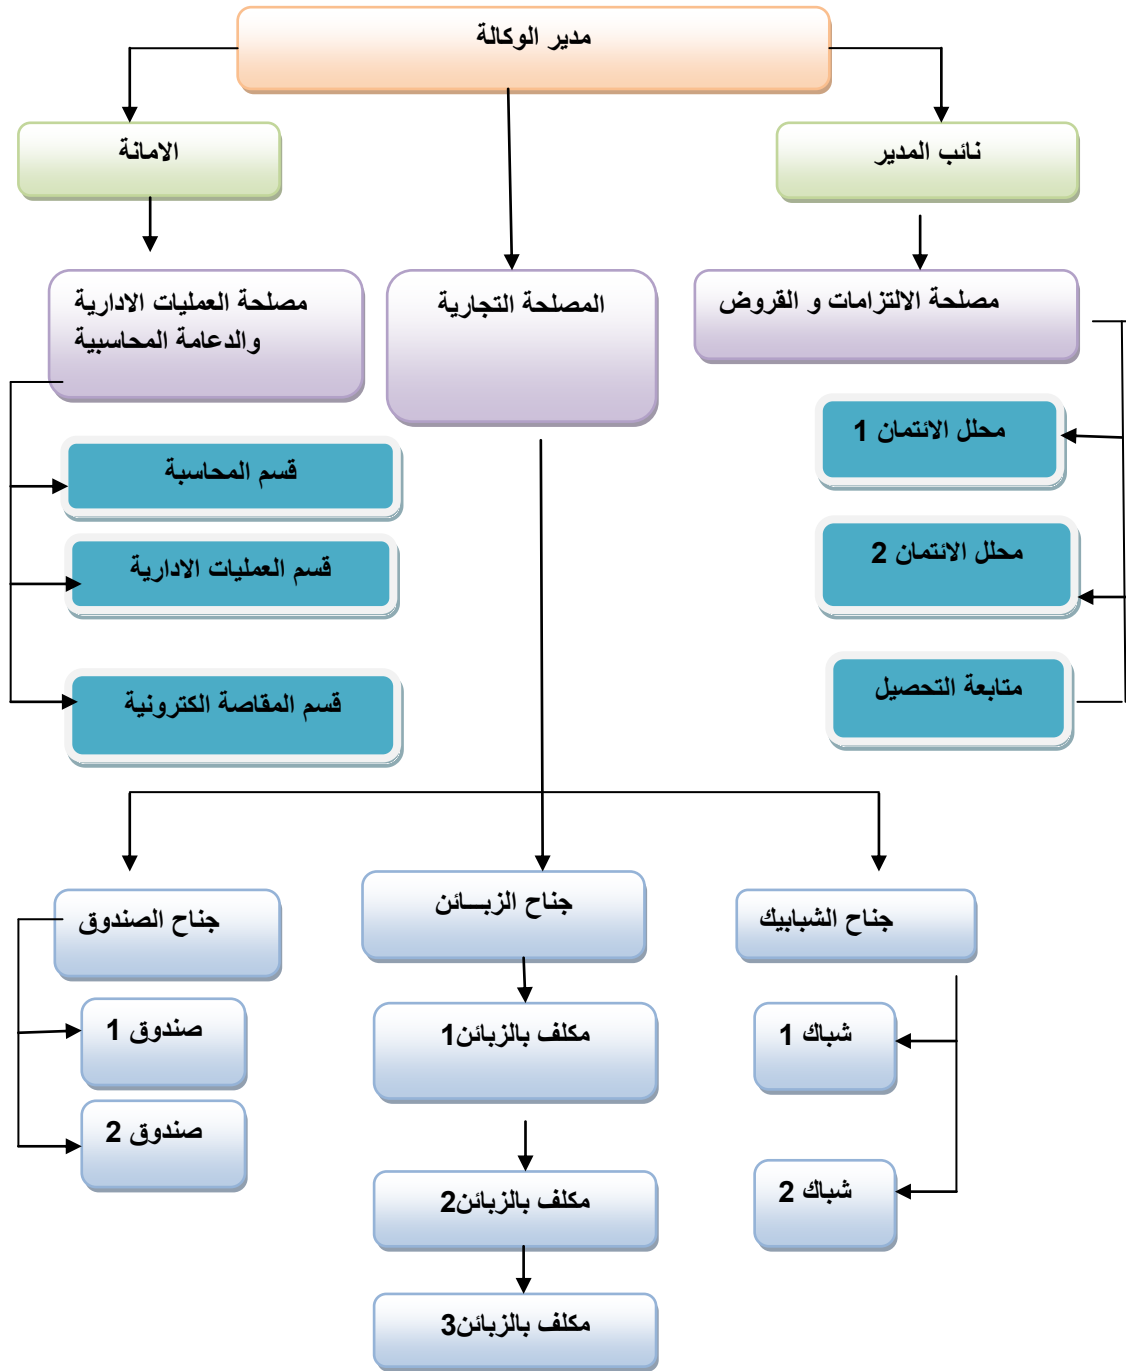 مدير الوكالة
نائب المدير
الامانة
مصلحة الالتزامات و القروض
المصلحة التجارية
مصلحة العمليات الادارية
والدعامة المحاسبية
محلل الائتمان 1
محلل الائتمان 2
متابعة التحصيل
قسم المحاسبة
قسم العمليات الادارية
قسم المقاصة الكترونية
جناح الشبابيك
جناح الزبـــائن
جناح الصندوق
شباك 1
شباك 2
مكلف بالزبائن1
مكلف بالزبائن2
مكلف بالزبائن3
صندوق 1
صندوق 2